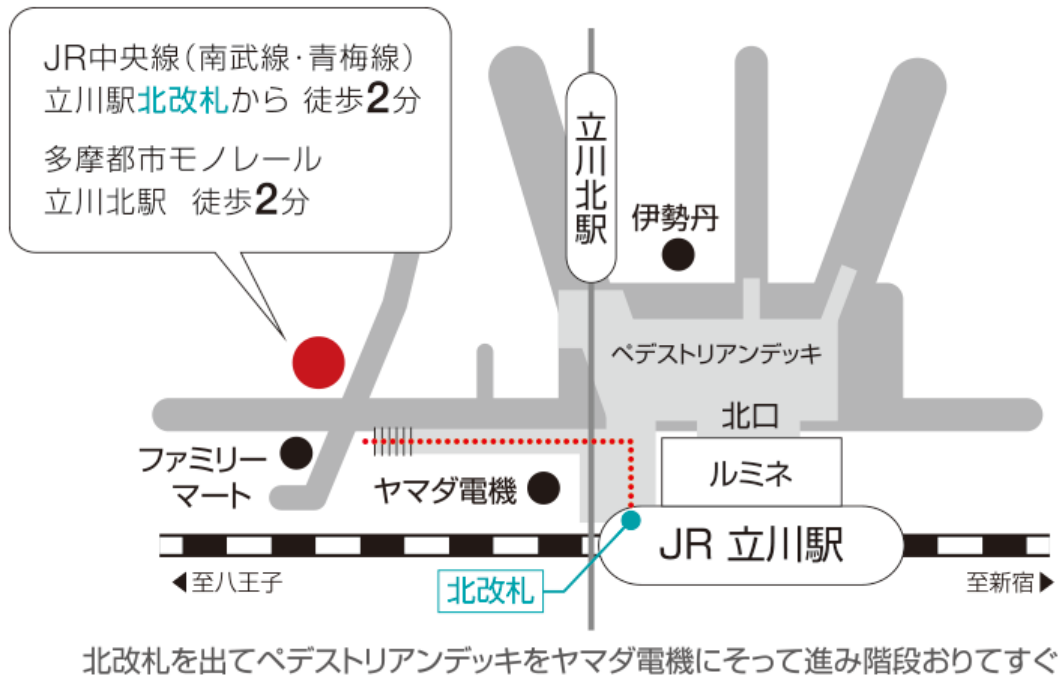 JR中央線(南武線・青梅線)
立川駅北改札から 徒歩2分
多摩都市モノレール
立川北駅 徒歩2分
立川北駅
伊勢丹
ペデストリアンデッキ
北口
ファミリー
マート
ヤマダ電機
ルミネ
JR 立川駅
北改札
◀至八王子
至新宿▶
北改札を出てペデストリアンデッキをヤマダ電機にそって進み階段おりてすぐ